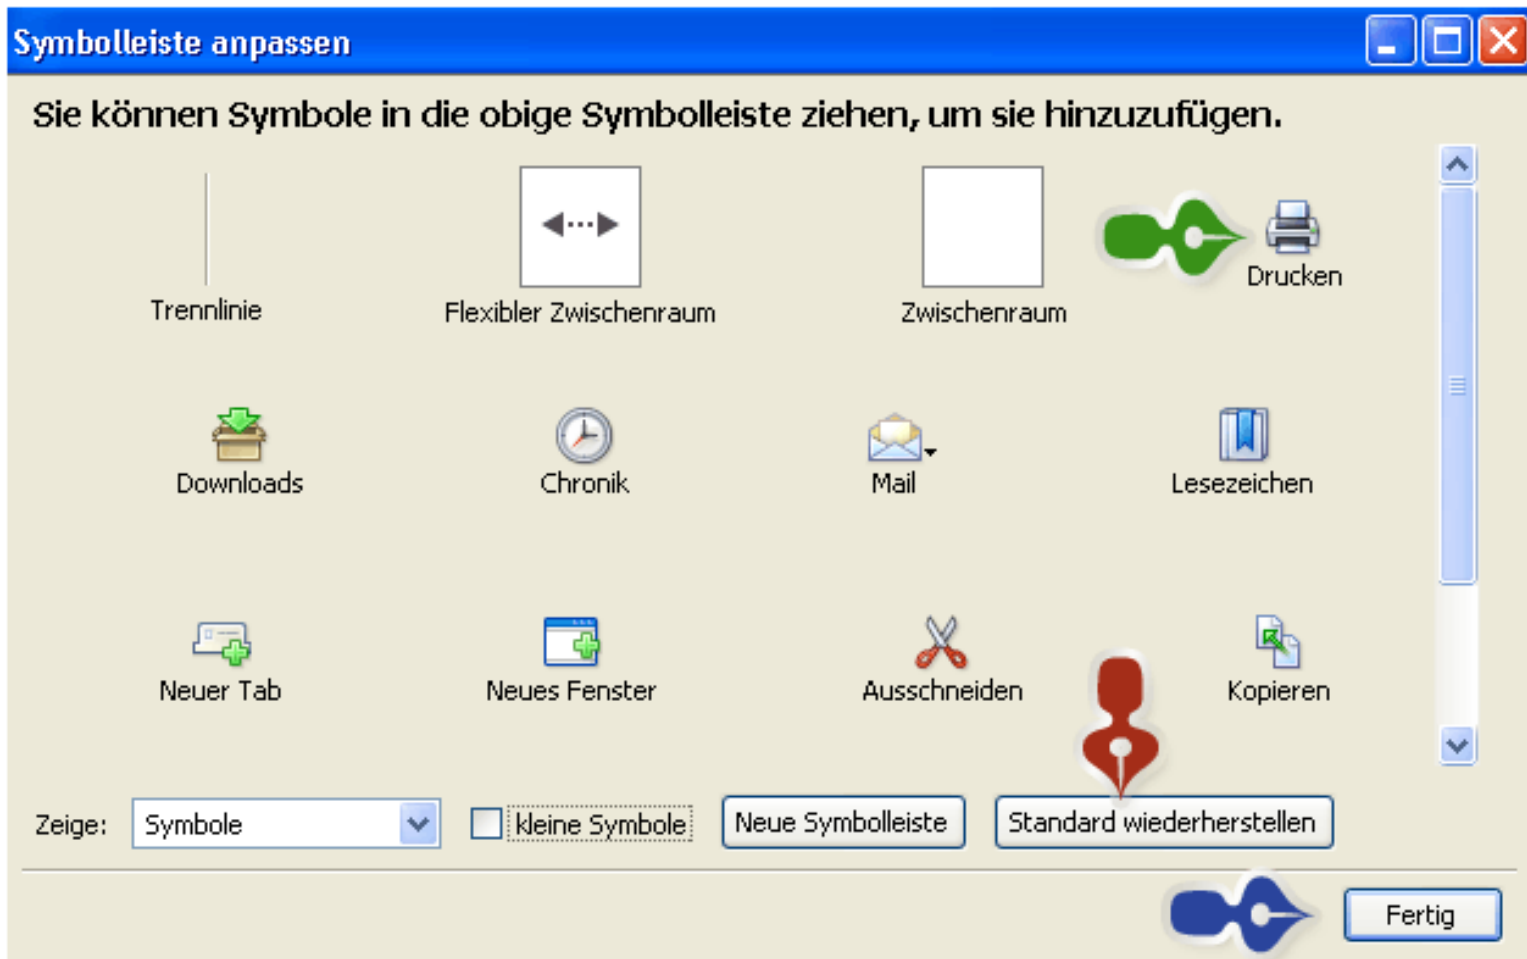 Symbolleiste anpassen
Sie können Symbole in die obige Symbolleiste ziehen, um sie hinzuzufügen.
Trennlinie
Flexibler Zwischenraum
Zwischenraum
Drucken
Downloads
Chronik
Mail
Lesezeichen
Neuer Tab
Neues Fenster
Ausschneiden
Kopieren
Zeige: Symbole kleine Symbole Neue Symbolleiste Standard wiederherstellen
Fertig